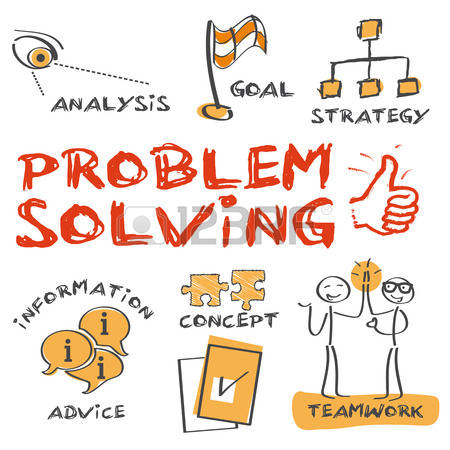 ANALYSIS
GOAL
STRATEGY
PROBLEM
SOLVING
INFORMATION
i i i
ADVICE
CONCEPT
TEAMWORK